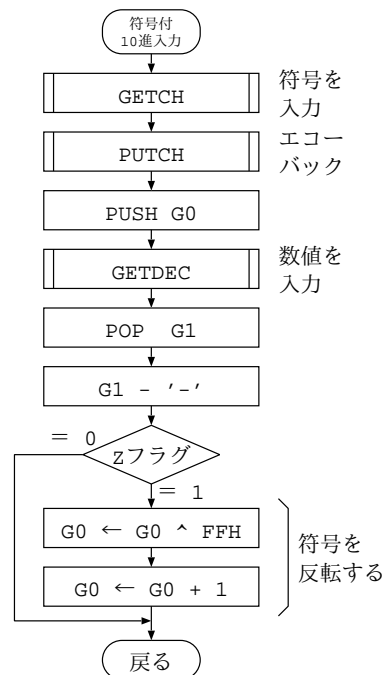 符号付
10進入力
GETCH
符号を
入力
PUTCH
エコー
バック
PUSH G0
GETDEC
数値を
入力
POP G1
G1 - '-'
= 0
Zフラグ
= 1
G0 ← G0 ^ FFH
G0 ← G0 + 1
符号を
反転する
戻る